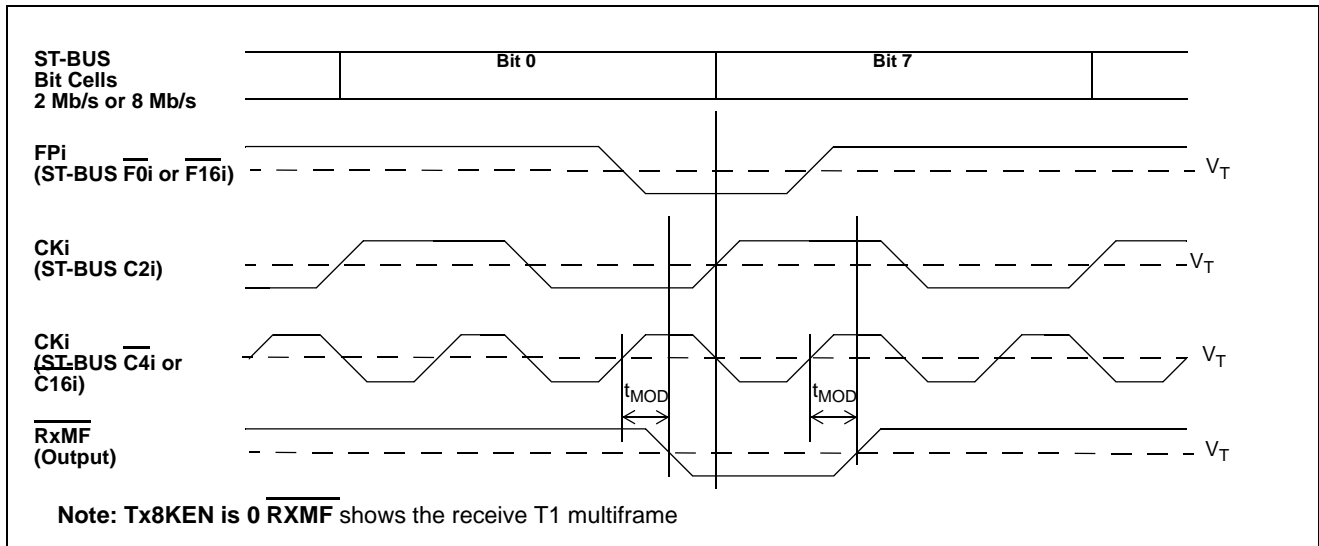 ST-BUS
Bit Cells
2 Mb/s or 8 Mb/s
Bit 0
Bit 7
FPi
(ST-BUS F0i or F16i)
VT
CKi
(ST-BUS C2i)
VT
CKi
(ST-BUS C4i or
C16i)
VT
tMOD
tMOD
RxMF
(Output)
VT
Note: Tx8KEN is 0 RXMF shows the receive T1 multiframe